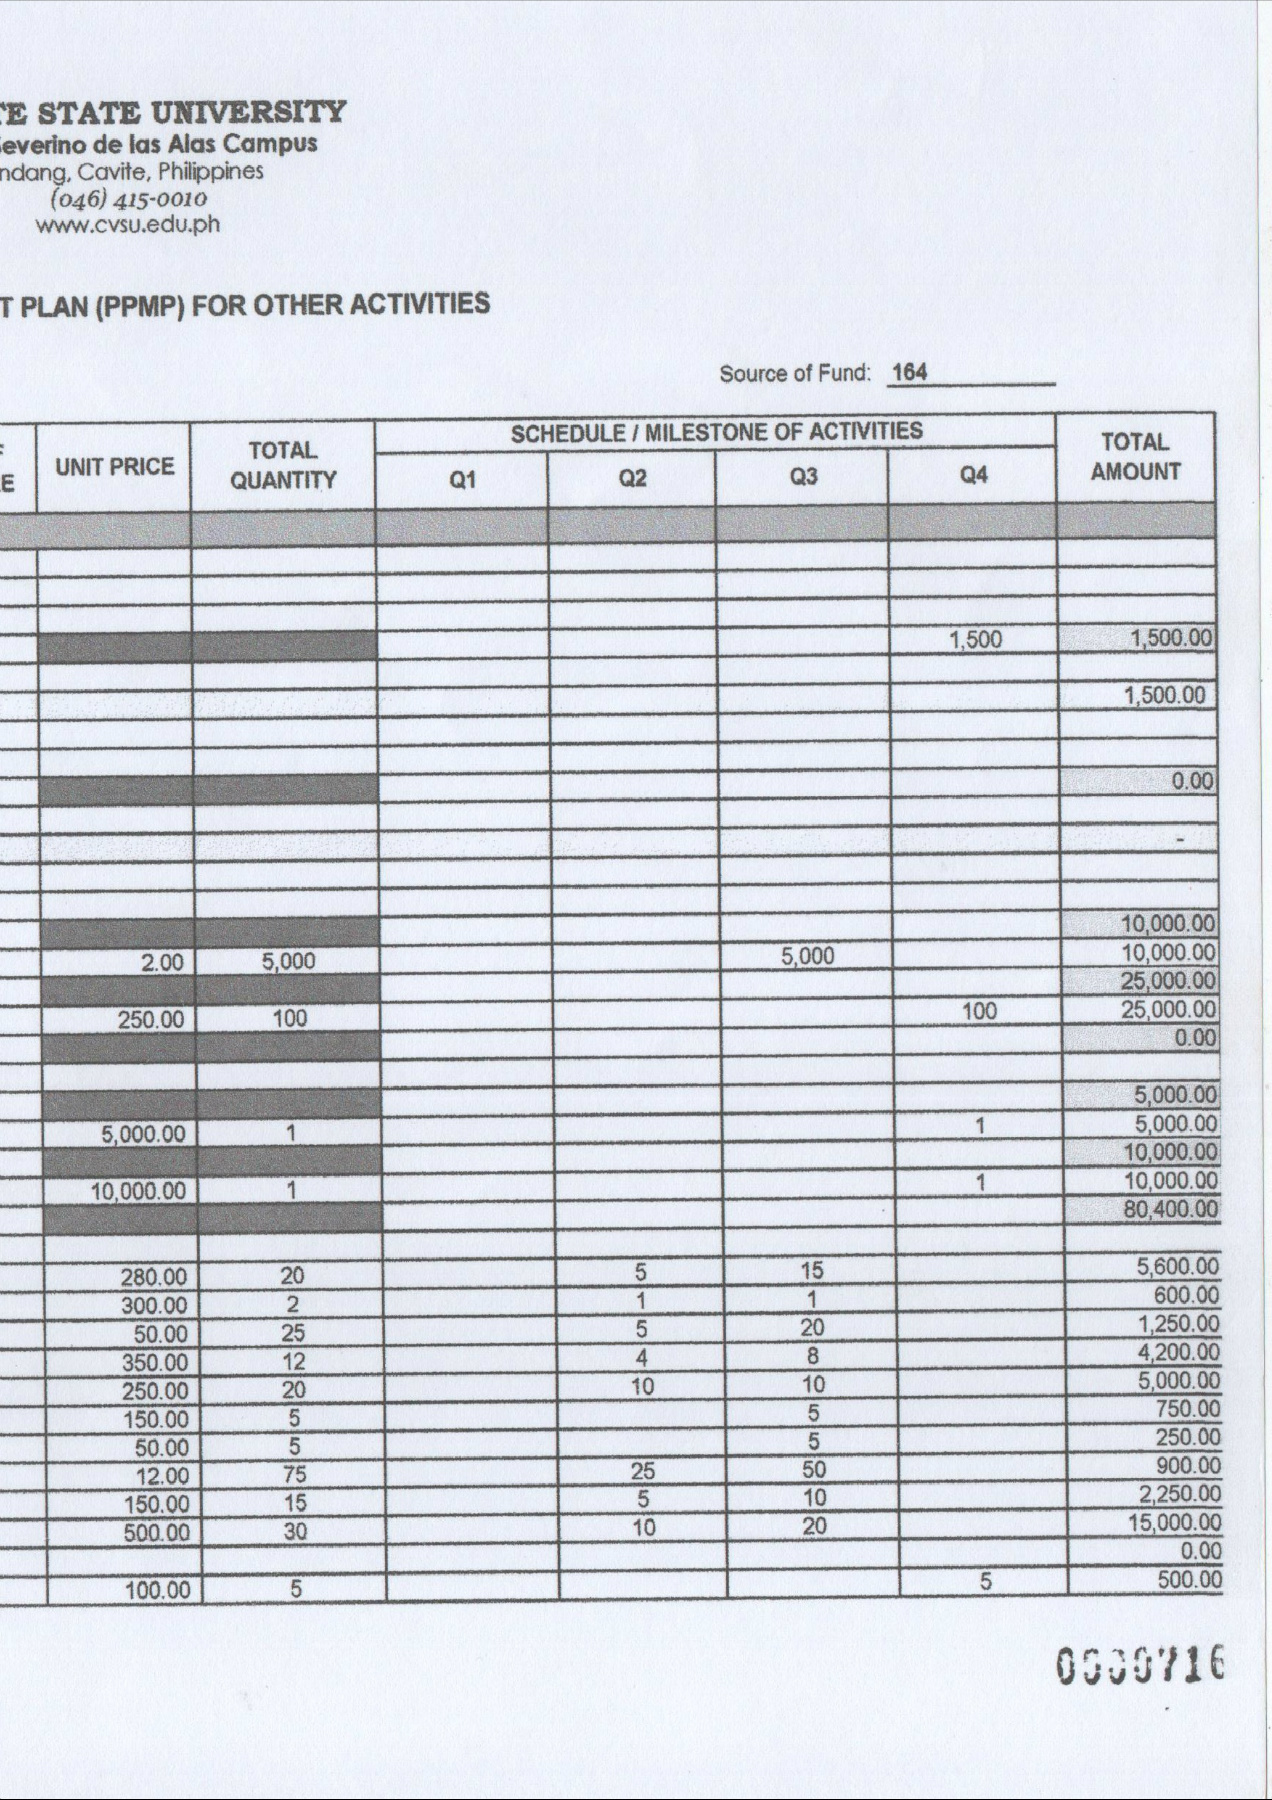 TE STATE UNIVERSITY
Severino de las Alas Campus
ndang, Cavite, Philippines
(046) 415-0010
www.cvsu.edu.ph
T PLAN (PPMP) FOR OTHER ACTIVITIES
Source of Fund: 164
UNIT PRICE TOTAL QUANTITY SCHEDULE / MILESTONE OF ACTIVITIES TOTAL AMOUNT
E Q1 Q2 Q3 Q4
1,500 1,500.00
1,500.00
0.00
-
10,000.00
2.00 5,000 5,000 10,000.00
25,000.00
250.00 100 100 25,000.00
0.00
5,000.00
5,000.00 1 1 5,000.00
10,000.00
10,000.00 1 1 10,000.00
80,400.00
280.00 20 5 15 5,600.00
300.00 2 1 1 600.00
50.00 25 5 20 1,250.00
350.00 12 4 8 4,200.00
250.00 20 10 10 5,000.00
150.00 5 5 750.00
50.00 5 5 250.00
12.00 75 25 50 900.00
150.00 15 5 10 2,250.00
500.00 30 10 20 15,000.00
0.00
100.00 5 5 500.00